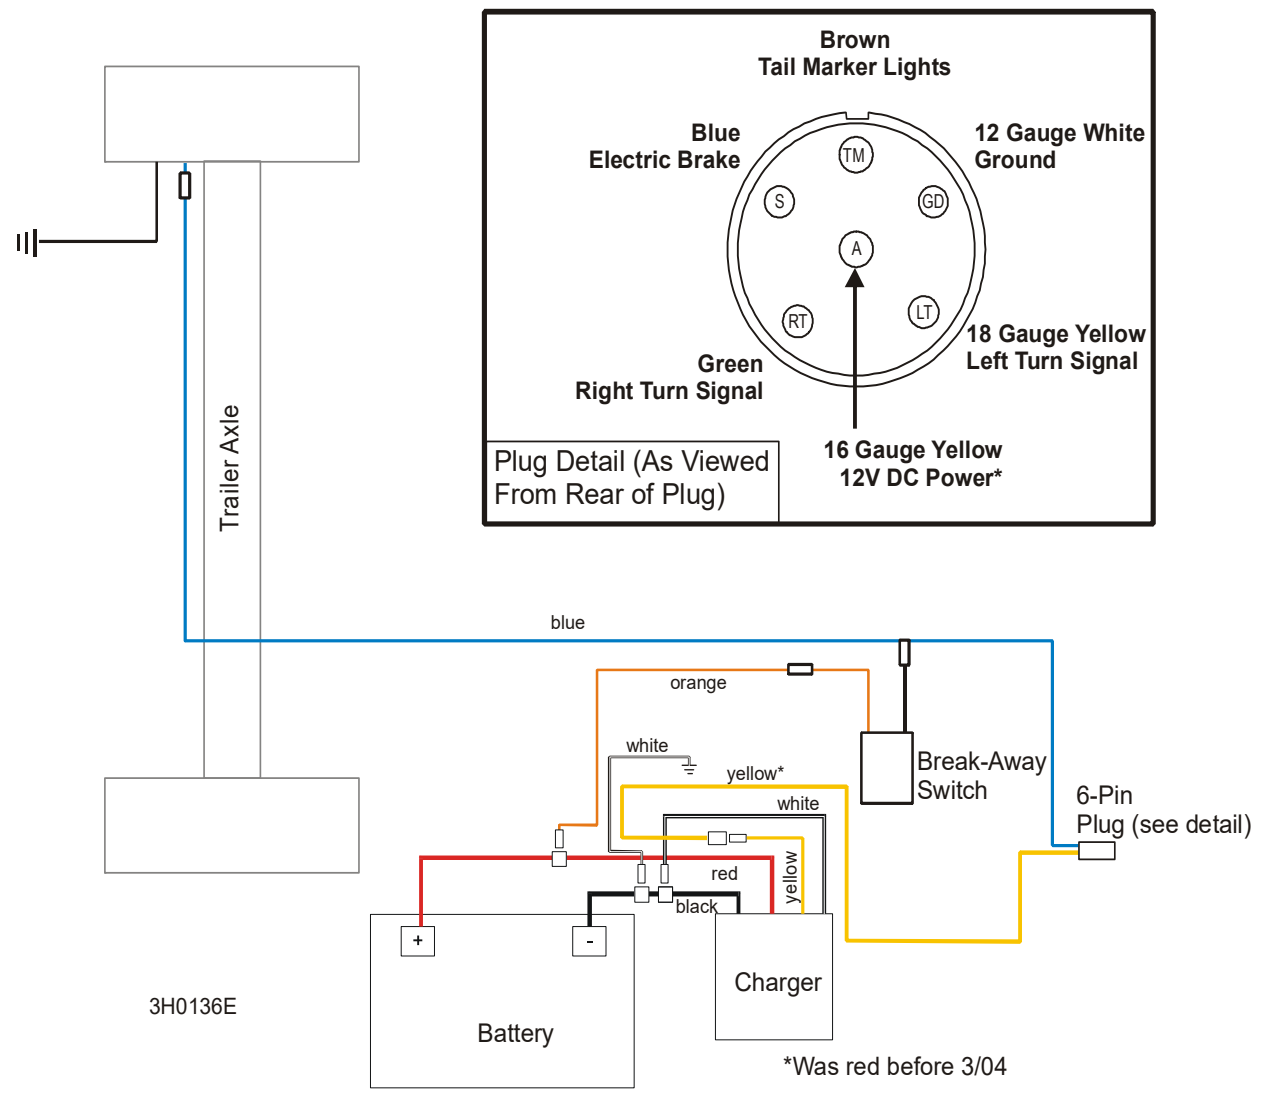 Brown
Tail Marker Lights
Blue
Electric Brake
12 Gauge White
Ground
TM
S
GD
A
RT
LT
18 Gauge Yellow
Left Turn Signal
Green
Right Turn Signal
16 Gauge Yellow
12V DC Power*
Plug Detail (As Viewed
From Rear of Plug)
Trailer Axle
blue
orange
white
yellow*
white
Break-Away
Switch
6-Pin
Plug (see detail)
red
yellow
black
+
-
Charger
Battery
3H0136E
*Was red before 3/04